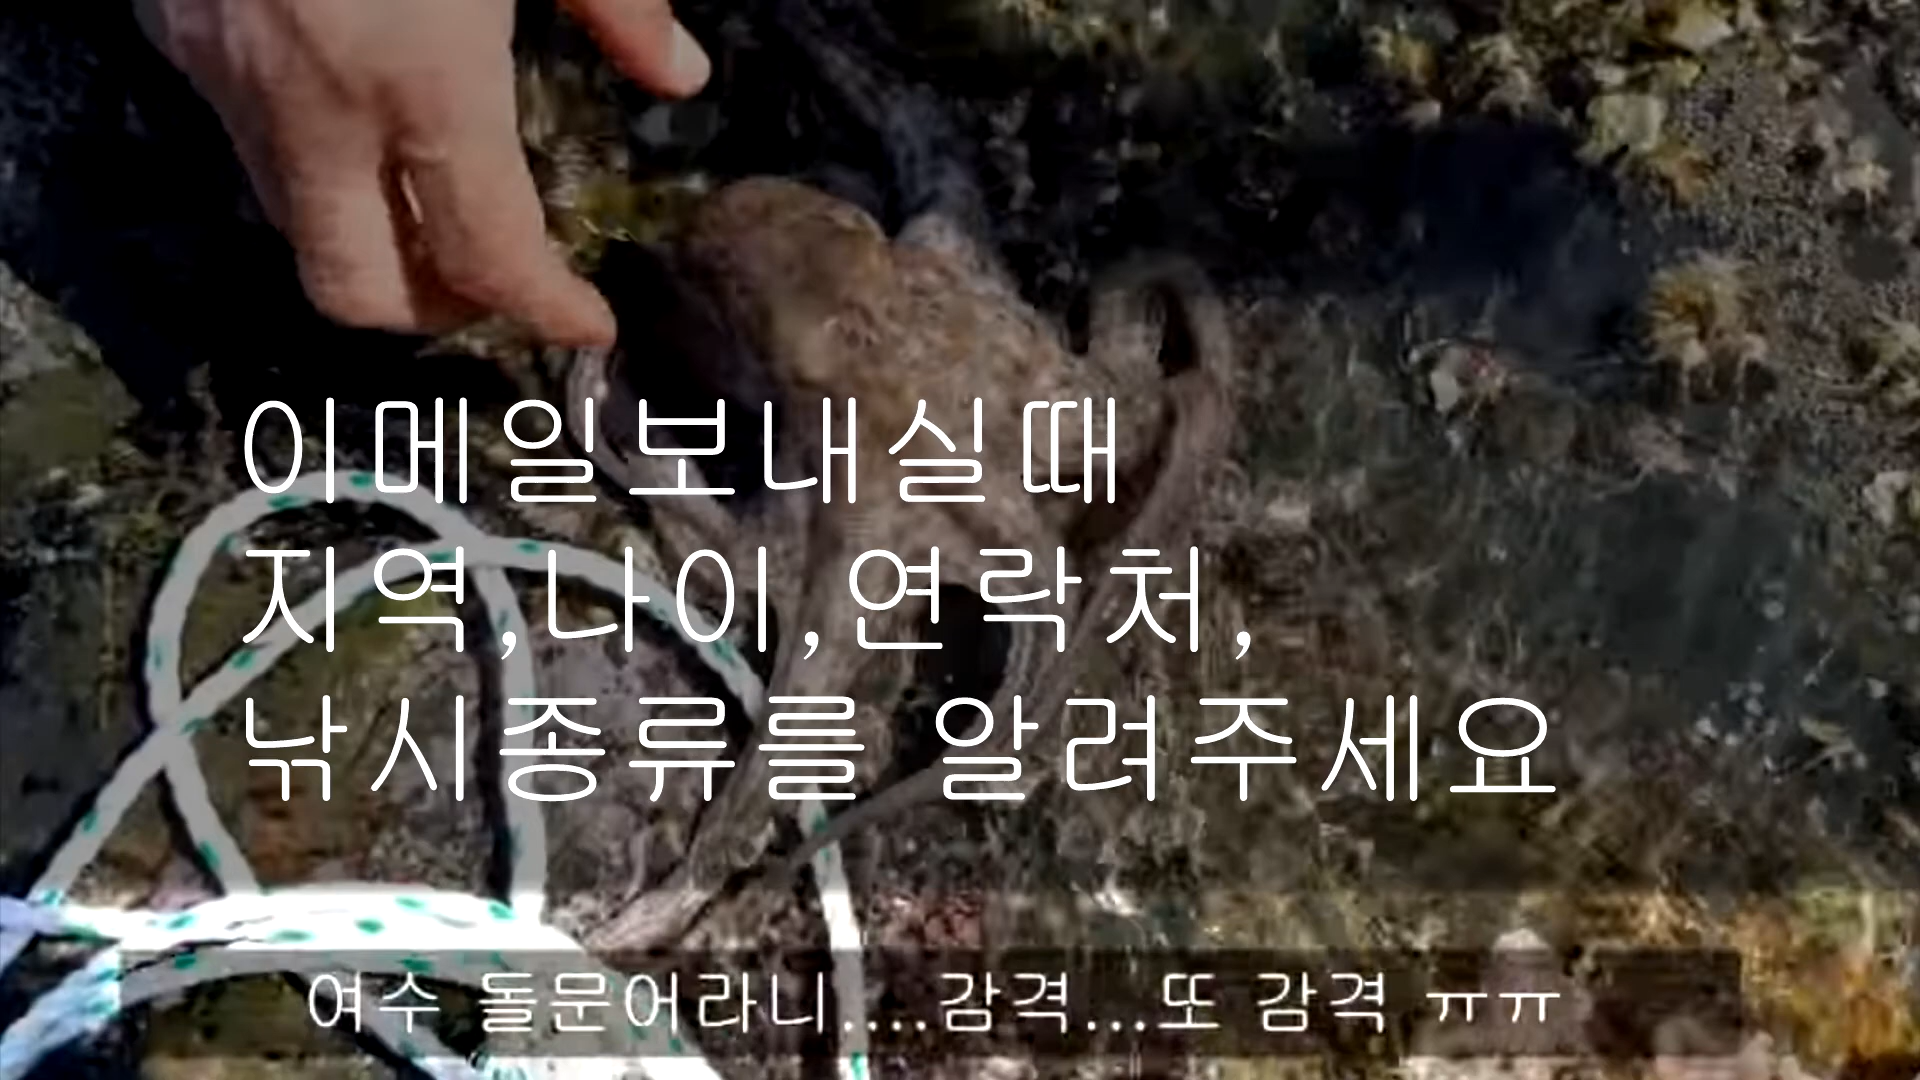 이메일보내실때
지역,나이,연락처,
낚시종류를 알려주세요
여수 돌문어라니....감격...또 감격 ㅠㅠ